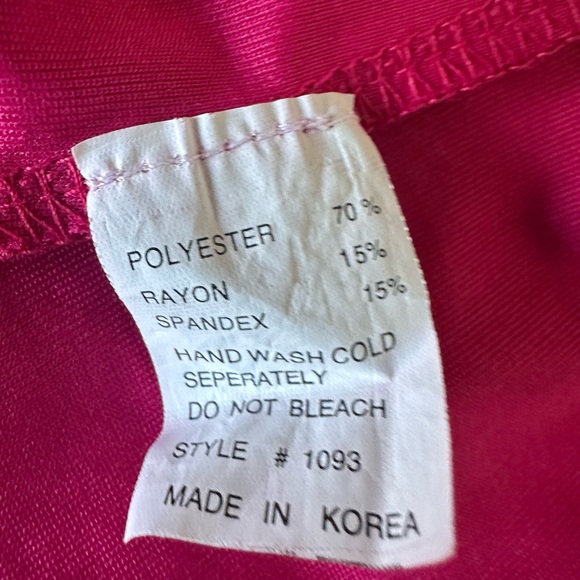 POLYESTER 70%
RAYON 15%
SPANDEX 15%
HAND WASH COLD
SEPERATELY
DO NOT BLEACH
STYLE # 1093
MADE IN KOREA